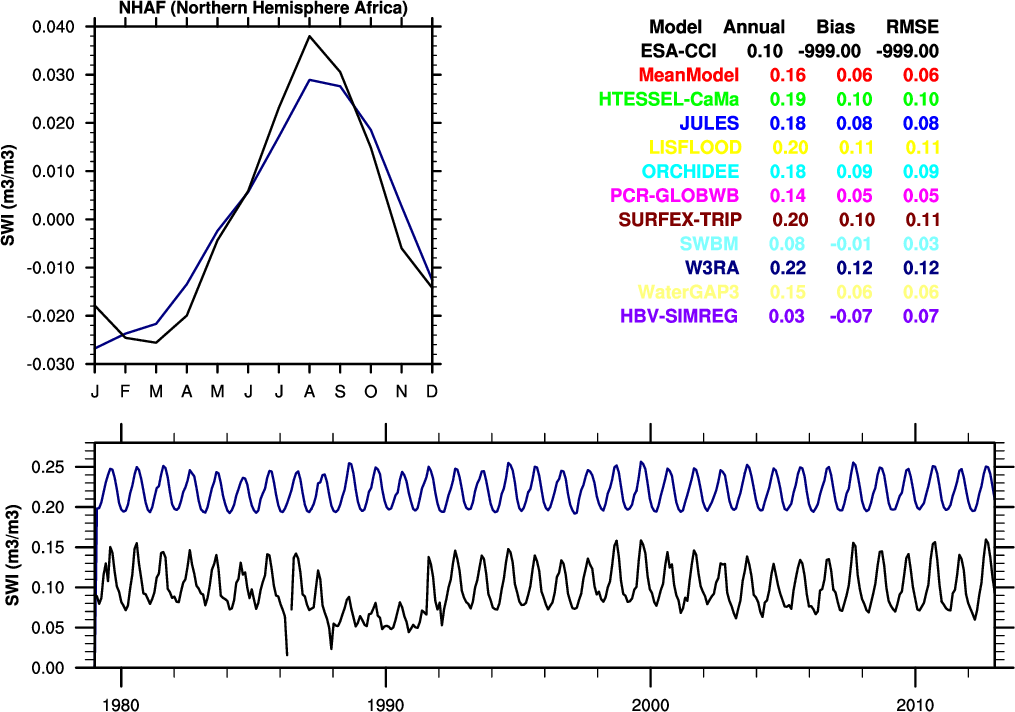 NHAF (Northern Hemisphere Africa)
0.040
0.030
0.020
0.010
0.000
-0.010
-0.020
-0.030
SWI (m3/m3)
J F M A M J J A S O N D
Model Annual Bias RMSE
ESA-CCI 0.10 -999.00 -999.00
MeanModel 0.16 0.06 0.06
HTESSEL-CaMa 0.19 0.10 0.10
JULES 0.18 0.08 0.08
LISFLOOD 0.20 0.11 0.11
ORCHIDEE 0.18 0.09 0.09
PCR-GLOBWB 0.14 0.05 0.05
SURFEX-TRIP 0.20 0.10 0.11
SWBM 0.08 -0.01 0.03
W3RA 0.22 0.12 0.12
WaterGAP3 0.15 0.06 0.06
HBV-SIMREG 0.03 -0.07 0.07
0.25
0.20
0.15
0.10
0.05
0.00
SWI (m3/m3)
1980 1990 2000 2010